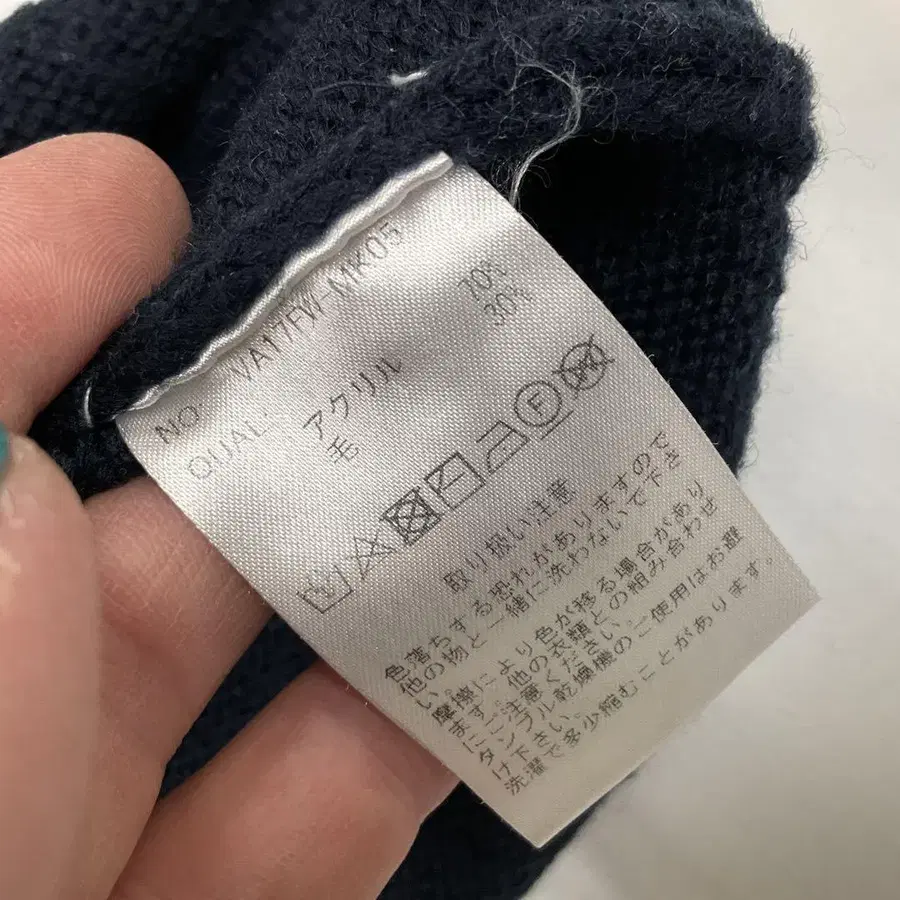 NO VA17FW-MK05
QUAL: アクリル 70%
毛 30%
F
取り扱い注意
色落ちする恐れがありますので
他の物と一緒に洗わないで下さ
い。
摩擦により色が移る場合があり
ます。他の衣類との組み合わせ
にご注意ください。
タンブル乾燥機のご使用はお避
け下さい。
洗濯で多少縮むことがあります。